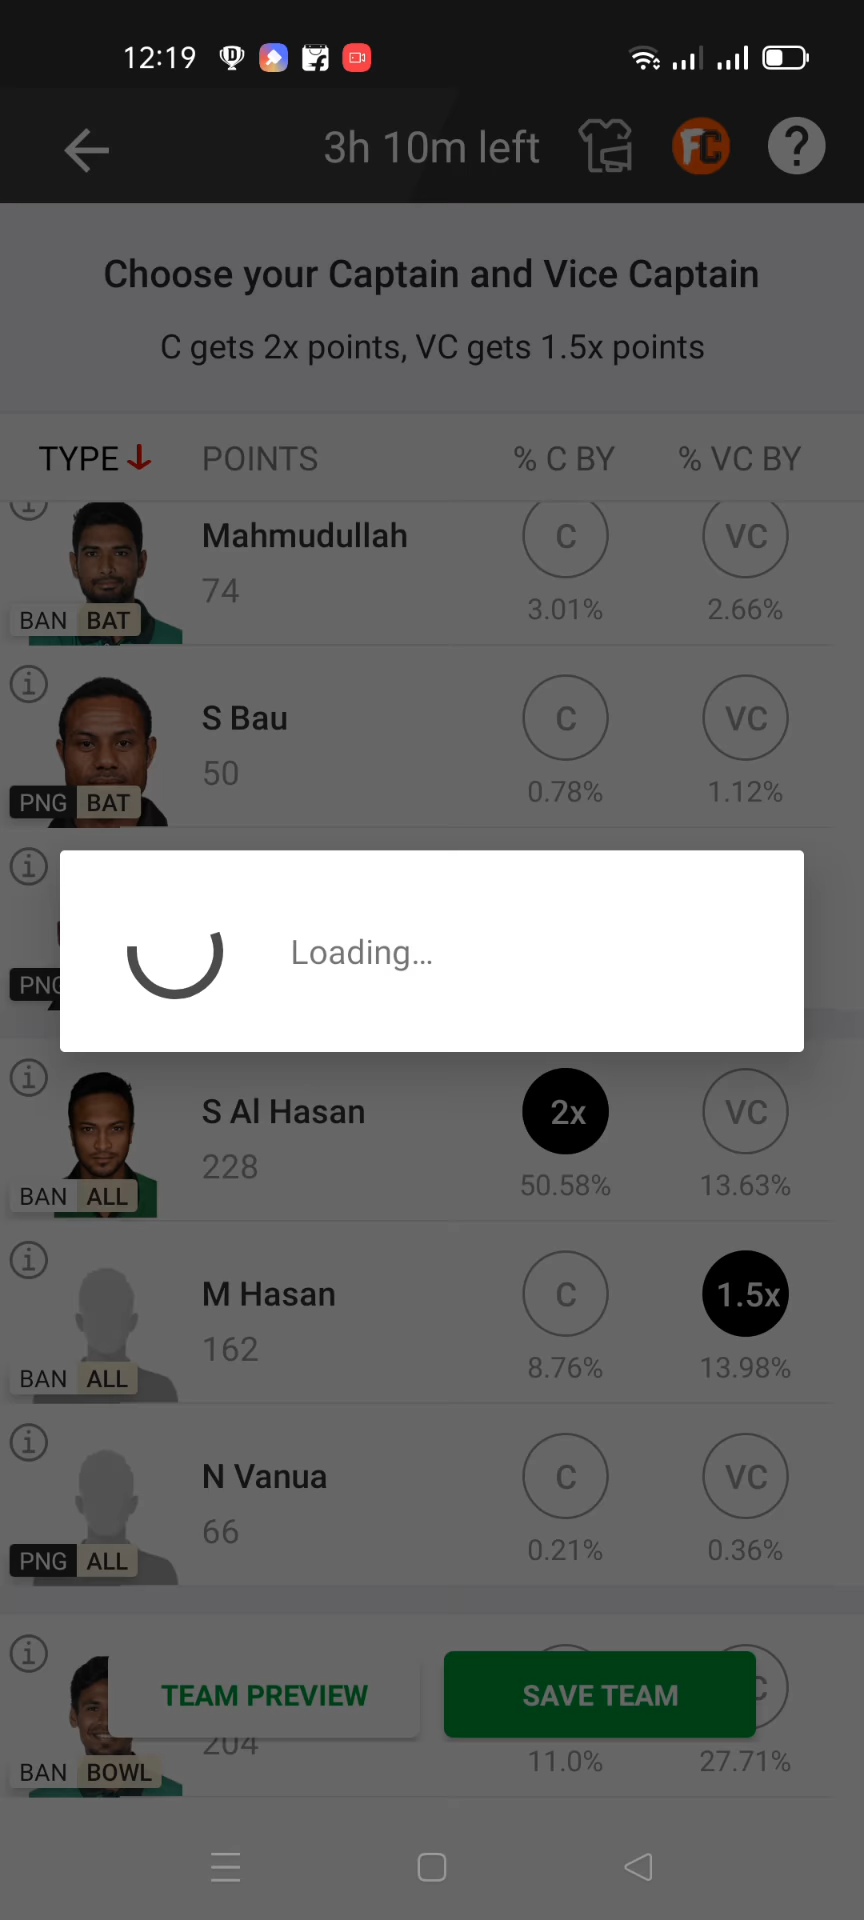 12:19
3h 10m left
FC
?
Choose your Captain and Vice Captain
C gets 2x points, VC gets 1.5x points
TYPE POINTS % C BY % VC BY
Mahmudullah C VC
74 3.01% 2.66%
BAN BAT
S Bau C VC
50 0.78% 1.12%
PNG BAT
Loading...
S Al Hasan 2x VC
228 50.58% 13.63%
BAN ALL
M Hasan C 1.5x
162 8.76% 13.98%
BAN ALL
N Vanua C VC
66 0.21% 0.36%
PNG ALL
TEAM PREVIEW SAVE TEAM
204 11.0% 27.71%
BAN BOWL